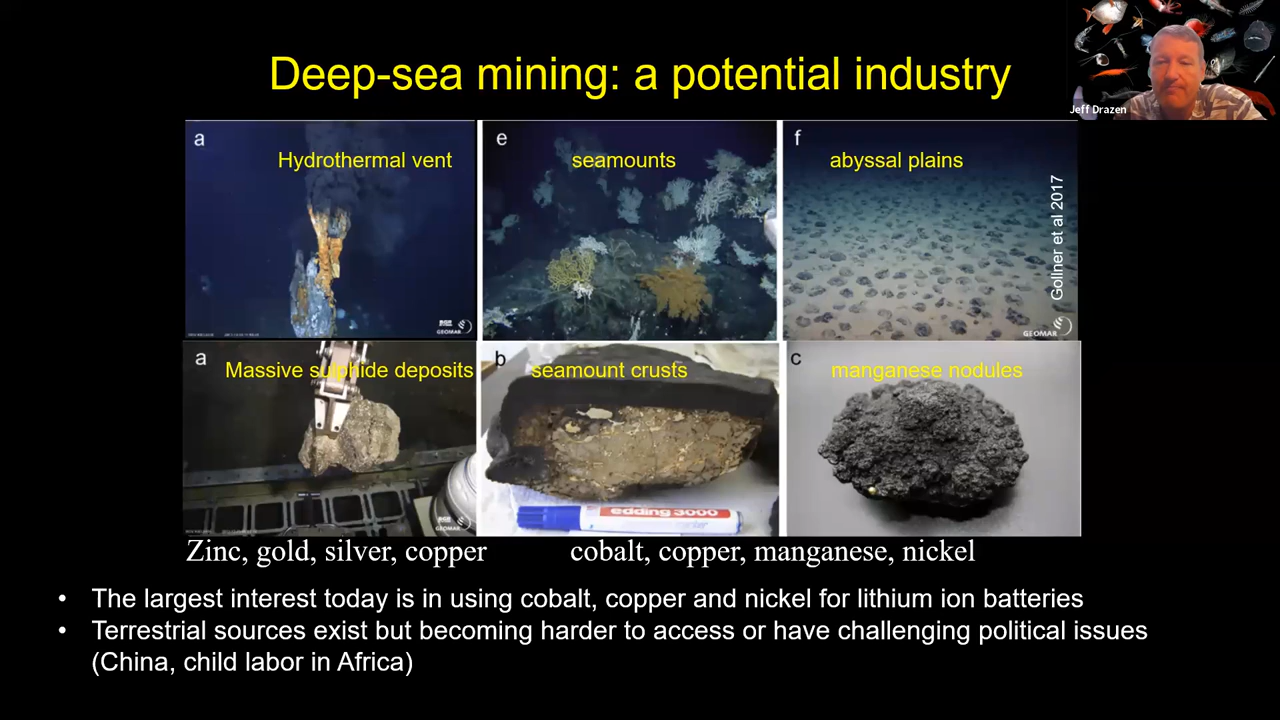 Deep-sea mining: a potential industry
Jeff Drazen
a
Hydrothermal vent
e
seamounts
f
abyssal plains
Gollner et al 2017
GEOMAR
GEOMAR
a
Massive sulphide deposits
b
seamount crusts
c
manganese nodules
edding 3000
GEOMAR
Zinc, gold, silver, copper
cobalt, copper, manganese, nickel
• The largest interest today is in using cobalt, copper and nickel for lithium ion batteries
• Terrestrial sources exist but becoming harder to access or have challenging political issues
(China, child labor in Africa)